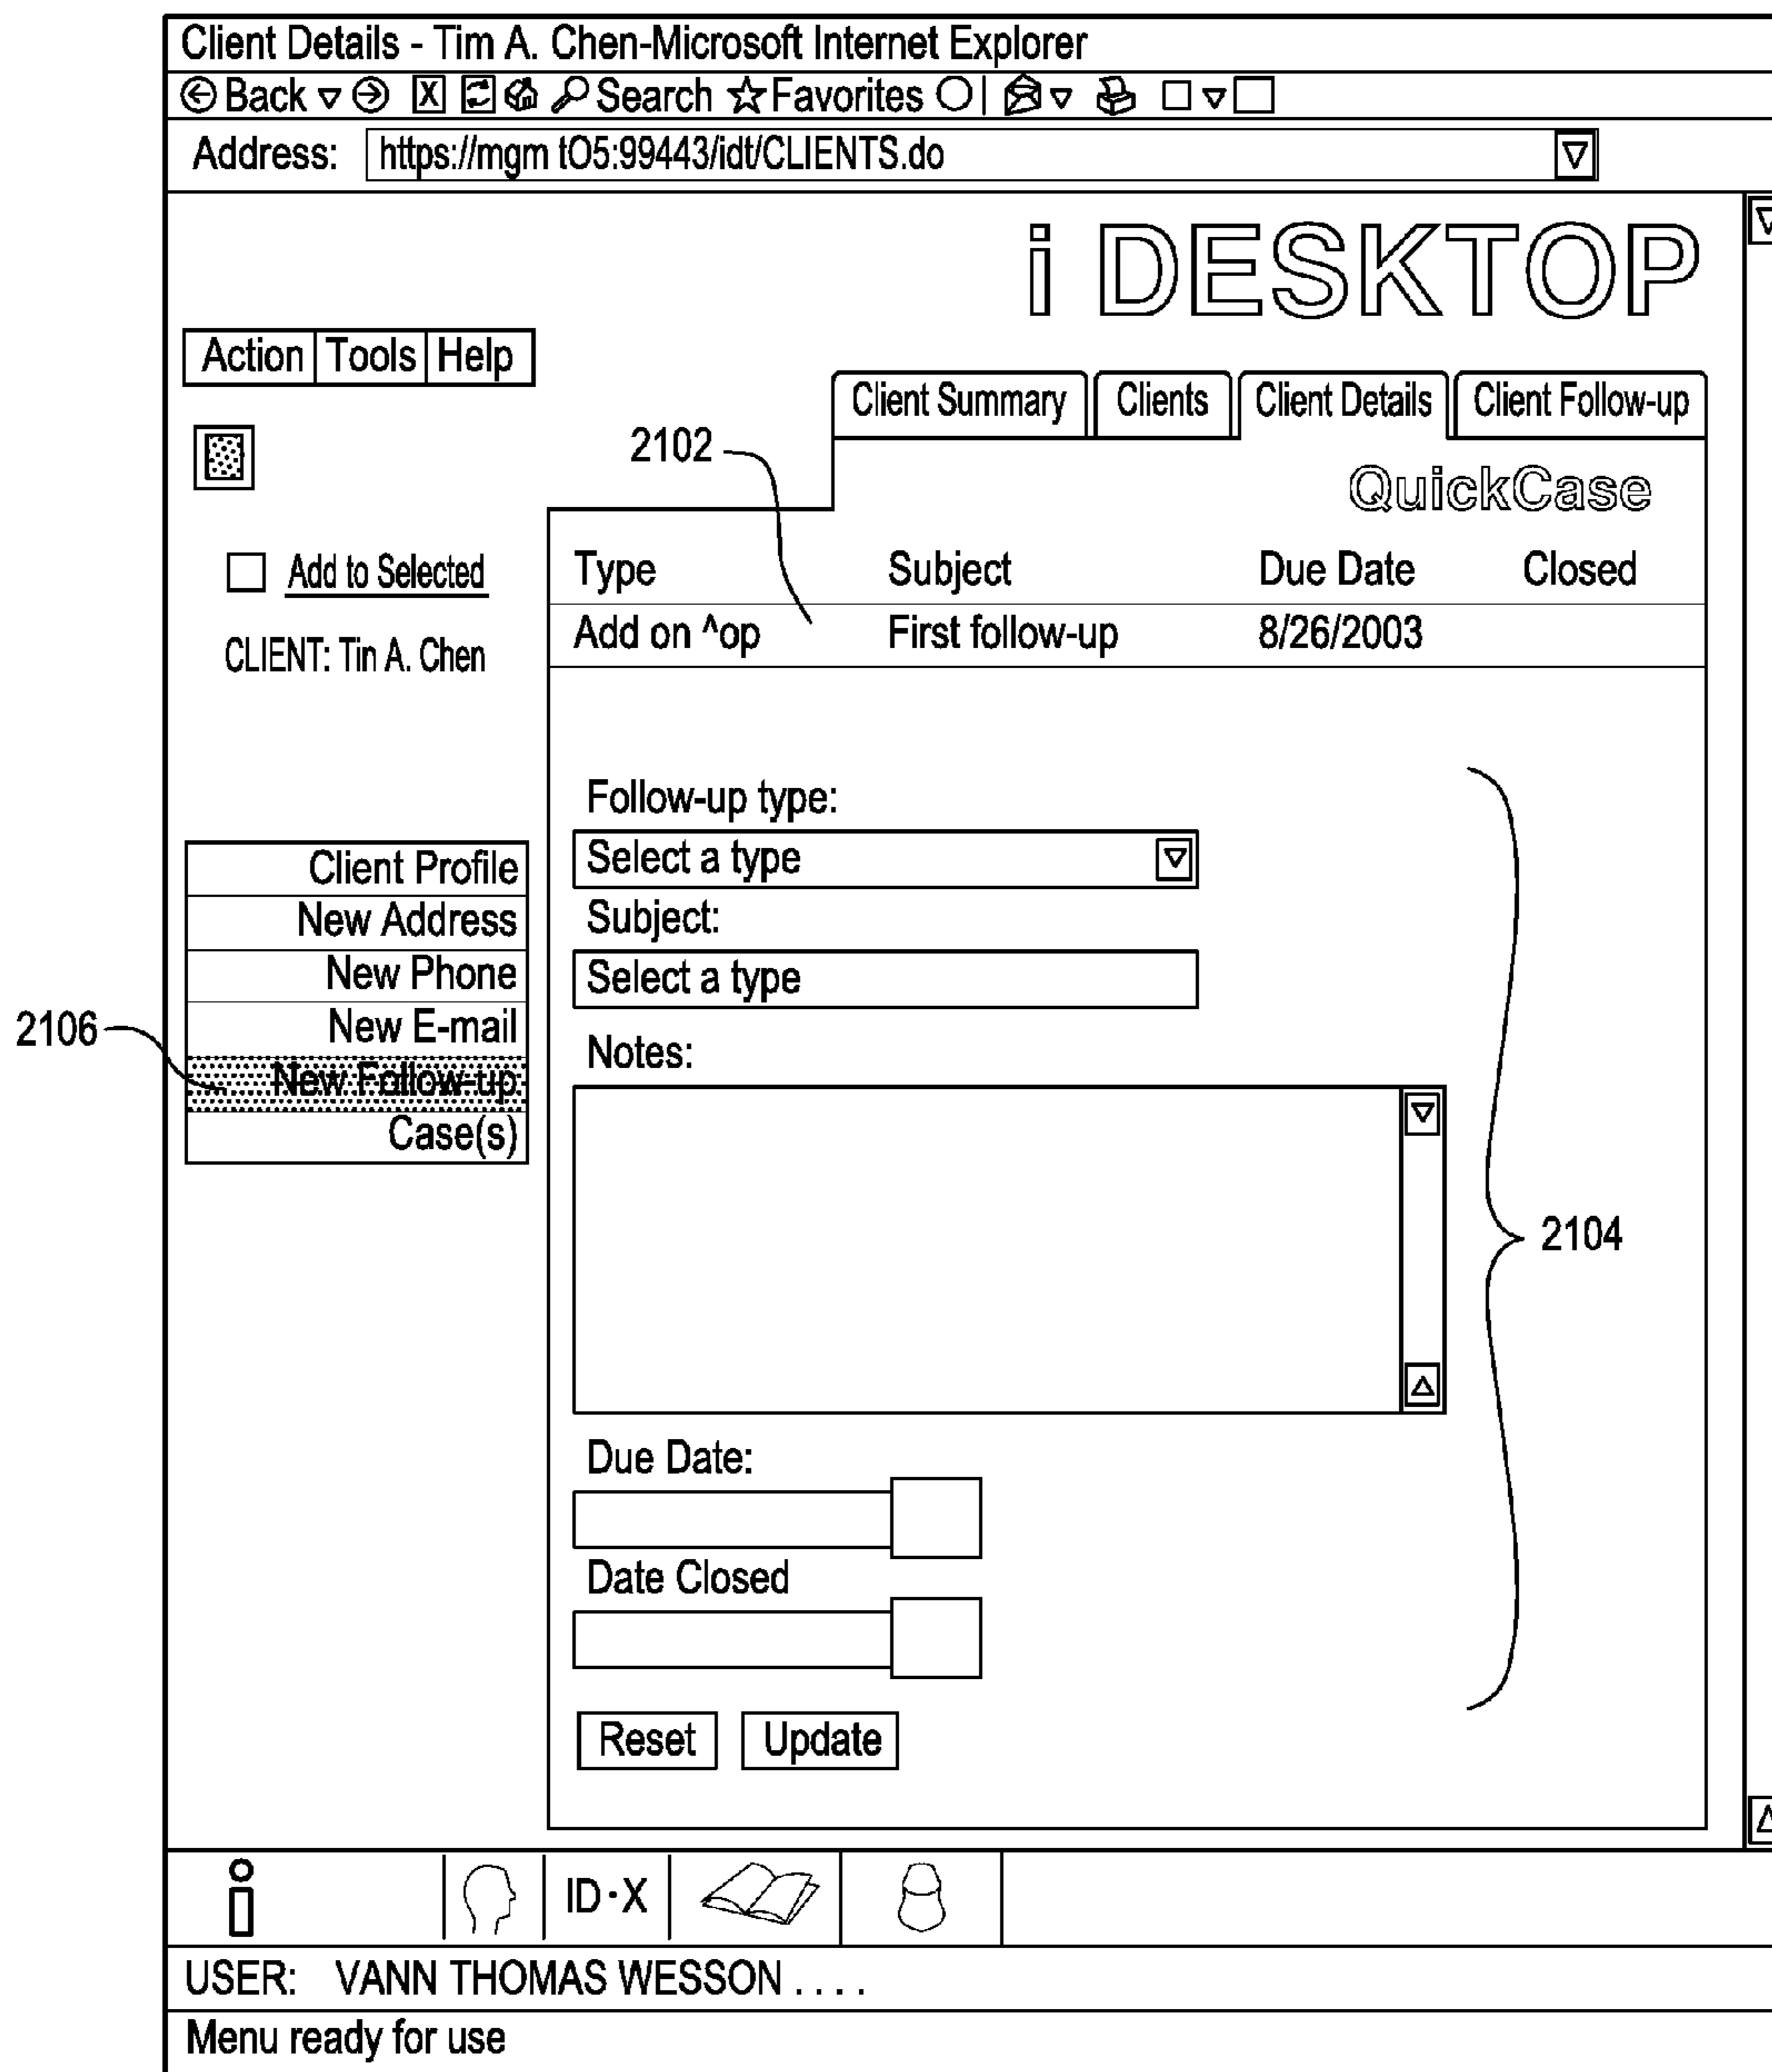 Client Details - Tim A. Chen-Microsoft Internet Explorer
Back Search Favorites
Address: https://mgm tO5:99443/idt/CLIENTS.do
i DESKTOP
Action Tools Help
Client Summary Clients Client Details Client Follow-up
2102
QuickCase
Add to Selected
Type Subject Due Date Closed
Add on ^op First follow-up 8/26/2003
CLIENT: Tin A. Chen
Follow-up type:
Select a type
Client Profile
New Address
New Phone
New E-mail
New Follow-up
Case(s)
2106
Subject:
Select a type
Notes:
2104
Due Date:
Date Closed
Reset Update
ID·X
USER: VANN THOMAS WESSON . . . .
Menu ready for use